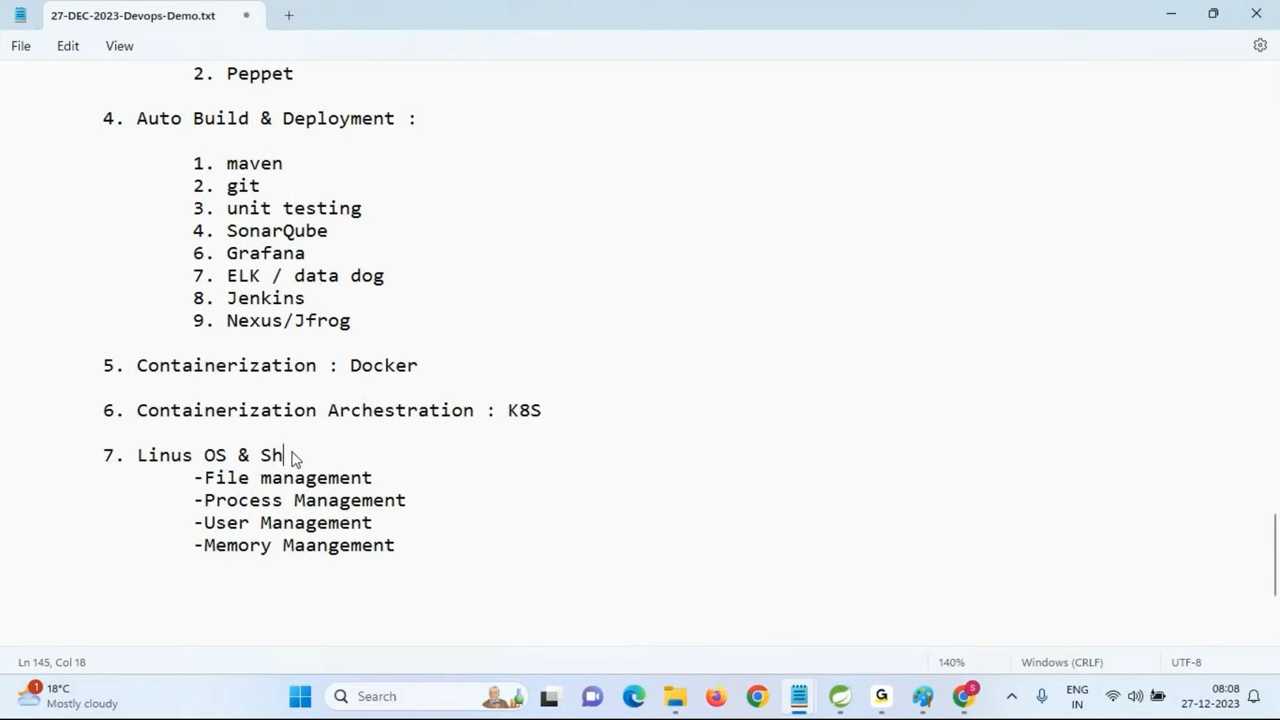 27-DEC-2023-Devops-Demo.txt
File Edit View
2. Peppet
4. Auto Build & Deployment :
1. maven
2. git
3. unit testing
4. SonarQube
6. Grafana
7. ELK / data dog
8. Jenkins
9. Nexus/Jfrog
5. Containerization : Docker
6. Containerization Archestration : K8S
7. Linus OS & Sh
-File management
-Process Management
-User Management
-Memory Maangement
Ln 145, Col 18 140% Windows (CRLF) UTF-8
1 18°C Search S ENG 08:08
Mostly cloudy G IN 27-12-2023